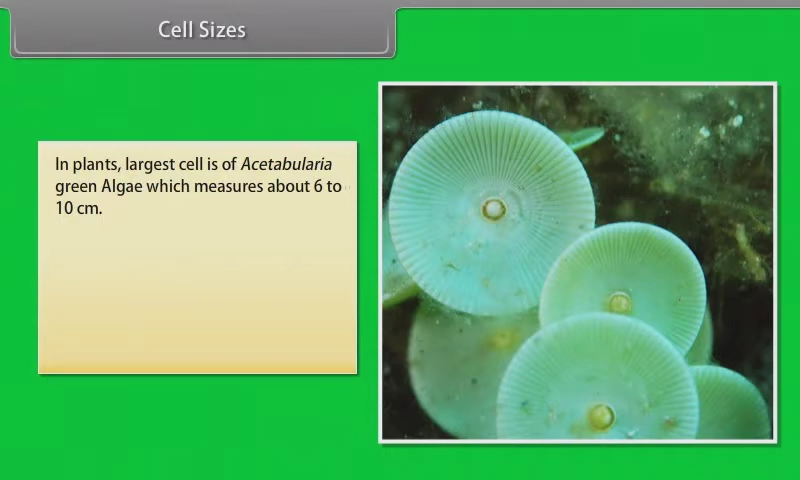 Cell Sizes
In plants, largest cell is of Acetabularia
green Algae which measures about 6 to
10 cm.